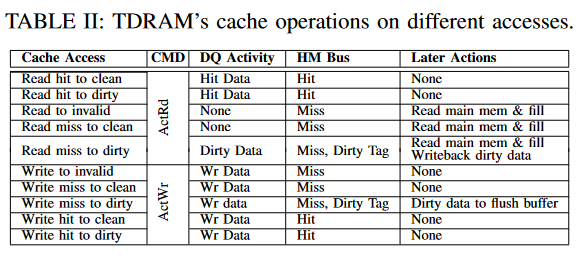 TABLE II: TDRAM's cache operations on different accesses.
Cache Access CMD DQ Activity HM Bus Later Actions
Read hit to clean ActRd Hit Data Hit None
Read hit to dirty Hit Data Hit None
Read to invalid None Miss Read main mem & fill
Read miss to clean None Miss Read main mem & fill
Read miss to dirty Dirty Data Miss, Dirty Tag Read main mem & fill
Writeback dirty data
Write to invalid ActWr Wr Data Miss None
Write miss to clean Wr Data Miss None
Write miss to dirty Wr data Miss, Dirty Tag Dirty data to flush buffer
Write hit to clean Wr Data Hit None
Write hit to dirty Wr Data Hit None